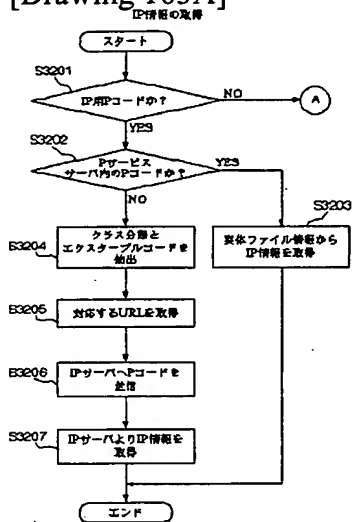 [Drawing 103A]
IP情報の取得
スタート
S3201
IP用Pコードか?
NO
A
YES
S3202
Pサービス
サーバ内のPコードか?
YES
NO
S3203
実体ファイル情報から
IP情報を取得
S3204
クラス分類と
エクスターブルコードを
抽出
S3205
対応するURLを取得
S3206
IPサーバへPコードを
送信
S3207
IPサーバよりIP情報を
取得
エンド